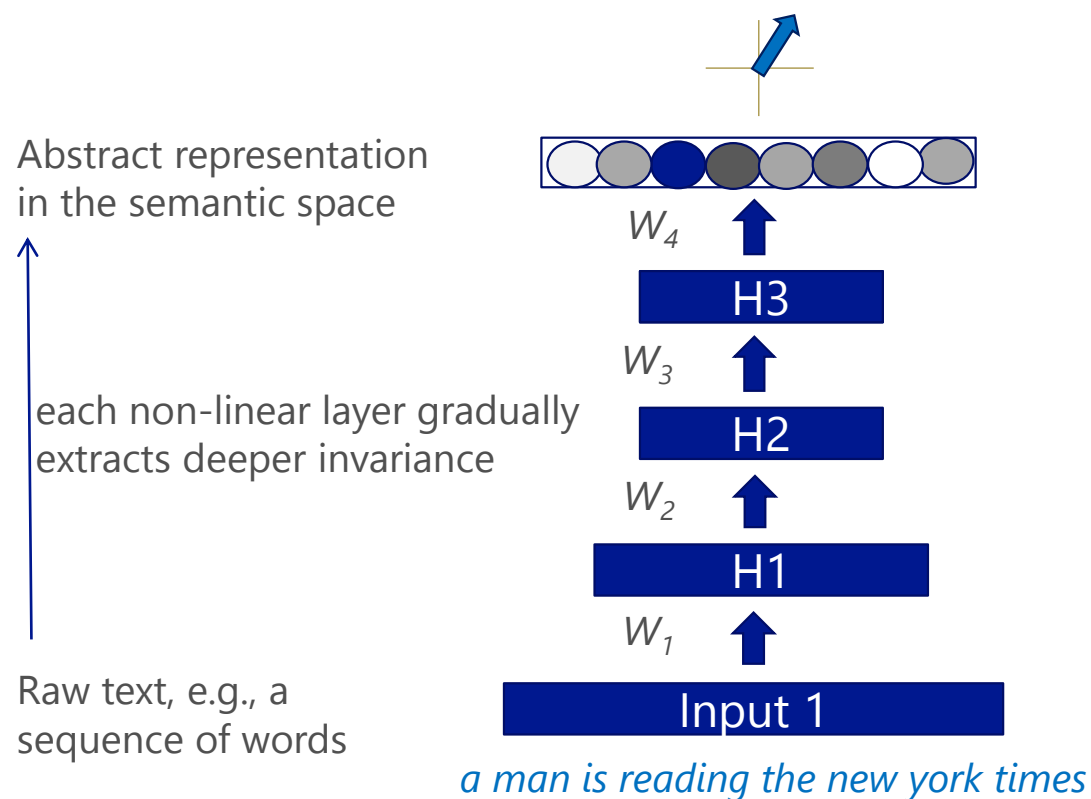 Abstract representation
in the semantic space
W4
H3
W3
each non-linear layer gradually
extracts deeper invariance
H2
W2
H1
W1
Raw text, e.g., a
sequence of words
Input 1
a man is reading the new york times